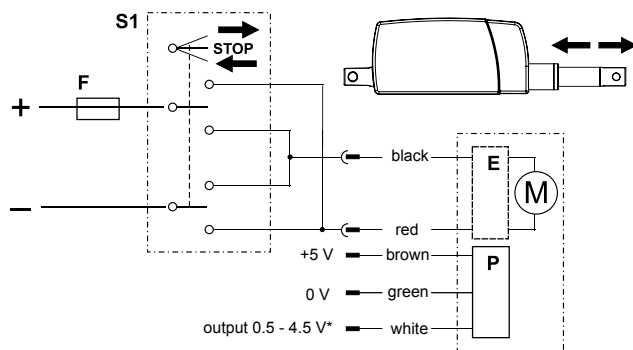 S1
STOP
F
+
–
black
E
M
red
+5 V
brown
P
0 V
green
output 0.5 - 4.5 V*
white